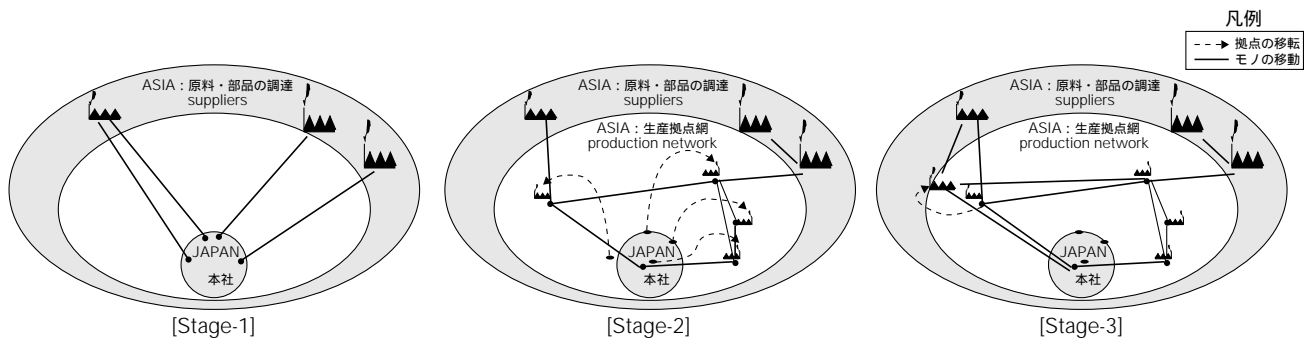 凡例
拠点の移転
モノの移動
ASIA：原料・部品の調達
suppliers
JAPAN
本社
[Stage-1]
ASIA：原料・部品の調達
suppliers
ASIA：生産拠点網
production network
JAPAN
本社
[Stage-2]
ASIA：原料・部品の調達
suppliers
ASIA：生産拠点網
production network
JAPAN
本社
[Stage-3]